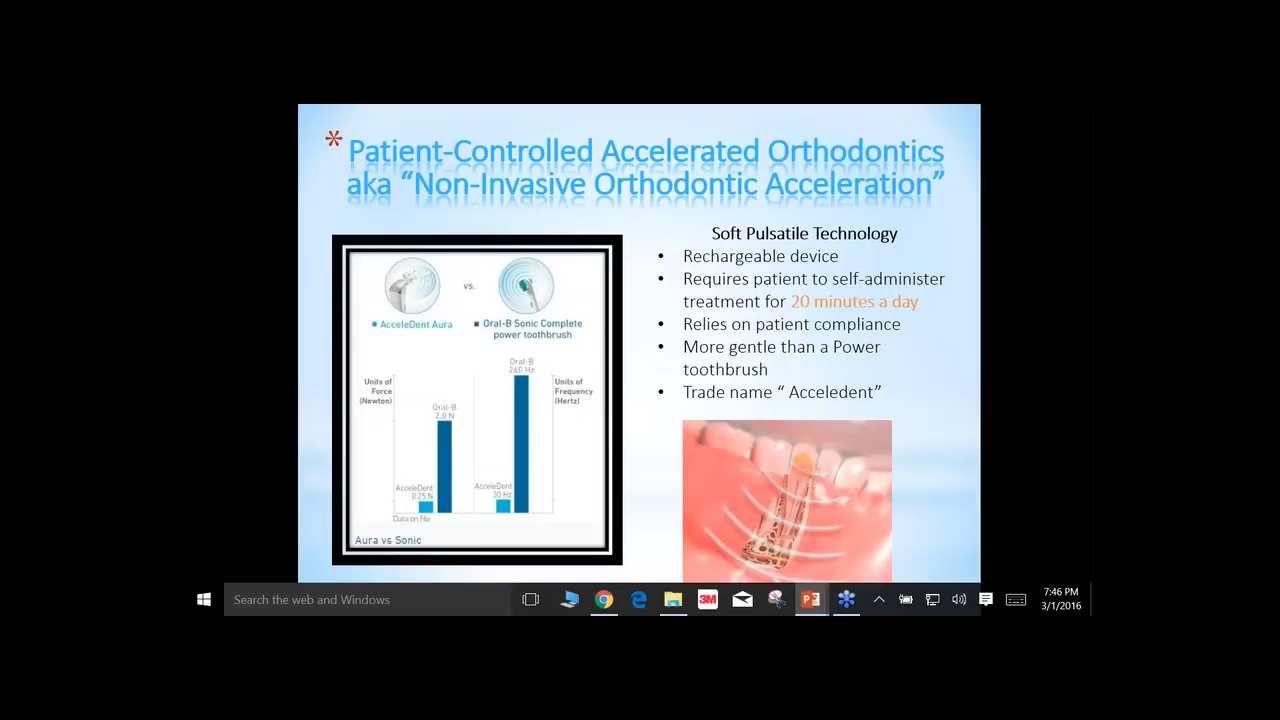 * Patient-Controlled Accelerated Orthodontics
aka “Non-Invasive Orthodontic Acceleration”
vs.
AcceleDent Aura
Oral-B Sonic Complete
power toothbrush
Units of
Force
(Newton)
Oral-B
2.0 N
Oral-B
260 Hz
Units of
Frequency
(Hertz)
AcceleDent
0.25 N
AcceleDent
30 Hz
Data on file
Aura vs Sonic
Soft Pulsatile Technology
• Rechargeable device
• Requires patient to self-administer
treatment for 20 minutes a day
• Relies on patient compliance
• More gentle than a Power
toothbrush
• Trade name “ Acceledent”
Search the web and Windows
3M
7:46 PM
3/1/2016